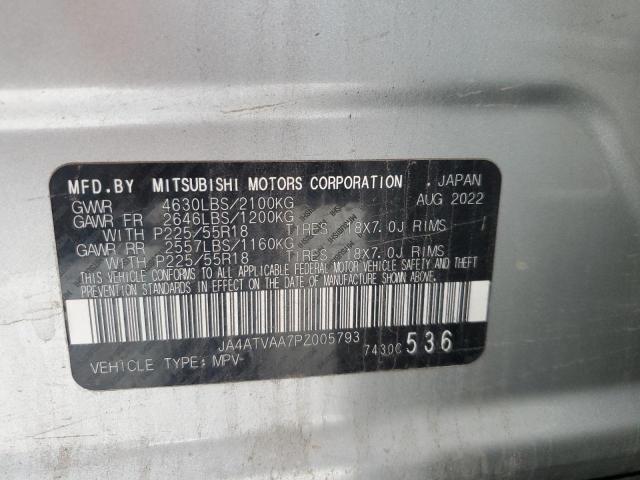 MFD.BY MITSUBISHI MOTORS CORPORATION , JAPAN
GVWR 4630LBS/2100KG AUG 2022
GAWR FR 2646LBS/1200KG
WITH P225/55R18 TIRES 18X7.0J RIMS
GAWR RR 2557LBS/1160KG
WITH P225/55R18 TIRES 18X7.0J RIMS
THIS VEHICLE CONFORMS TO ALL APPLICABLE FEDERAL MOTOR VEHICLE SAFETY AND THEFT
PREVENTION STANDARDS IN EFFECT ON THE DATE OF MANUFACTURE SHOWN ABOVE.
JA4ATVAA7PZ005793
7430C 536
VEHICLE TYPE: MPV-